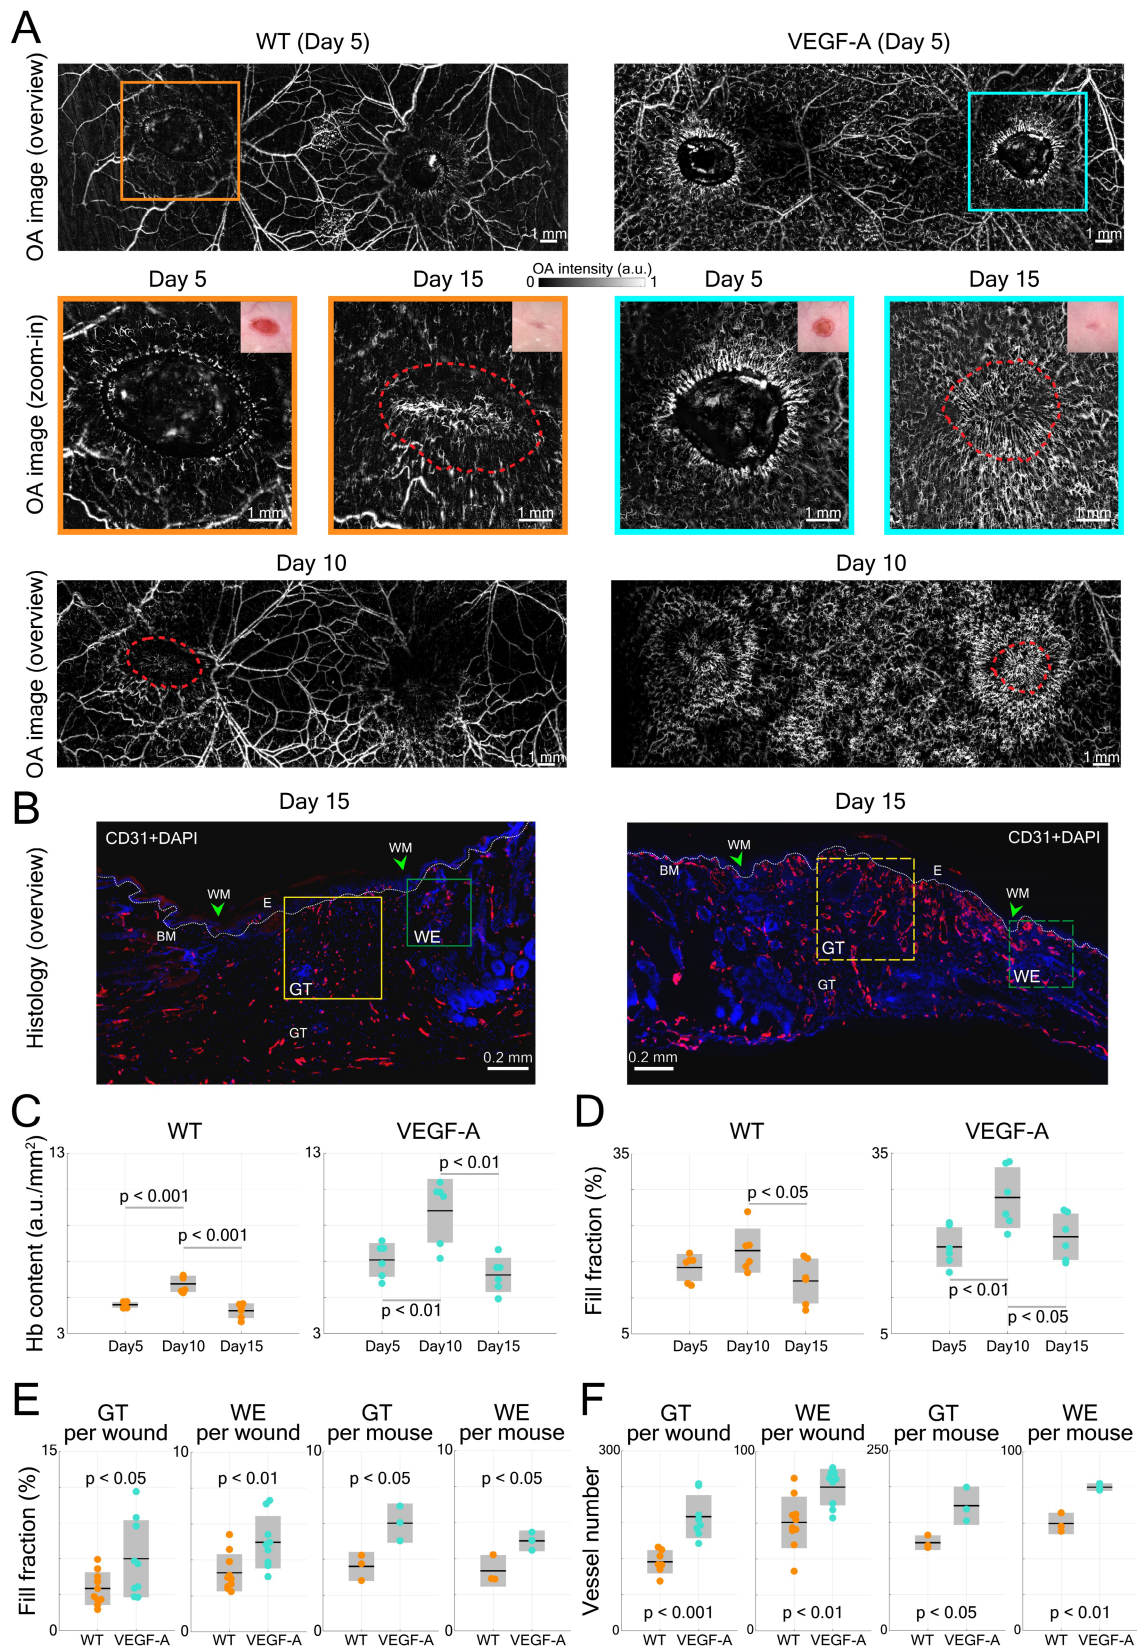 A
WT (Day 5)
VEGF-A (Day 5)
OA image (overview)
1 mm
1 mm
OA intensity (a.u.)
0
1
Day 5
Day 15
Day 5
Day 15
OA image (zoom-in)
1 mm
1 mm
1 mm
1 mm
Day 10
Day 10
OA image (overview)
1 mm
1 mm
B
Day 15
Day 15
Histology (overview)
CD31+DAPI
WM
WM
E
BM
WE
GT
GT
0.2 mm
CD31+DAPI
WM
BM
E
WM
GT
WE
GT
0.2 mm
C
WT
VEGF-A
Hb content (a.u./mm²)
13
3
p < 0.001
p < 0.001
Day5
Day10
Day15
13
3
p < 0.01
p < 0.01
Day5
Day10
Day15
D
WT
VEGF-A
Fill fraction (%)
35
5
p < 0.05
Day5
Day10
Day15
35
5
p < 0.01
p < 0.05
Day5
Day10
Day15
E
GT
per wound
WE
per wound
GT
per mouse
WE
per mouse
Fill fraction (%)
15
0
p < 0.05
WT
VEGF-A
10
0
p < 0.01
WT
VEGF-A
10
0
p < 0.05
WT
VEGF-A
10
0
p < 0.05
WT
VEGF-A
F
GT
per wound
WE
per wound
GT
per mouse
WE
per mouse
Vessel number
300
0
p < 0.001
WT
VEGF-A
100
0
p < 0.01
WT
VEGF-A
250
0
p < 0.05
WT
VEGF-A
100
0
p < 0.01
WT
VEGF-A